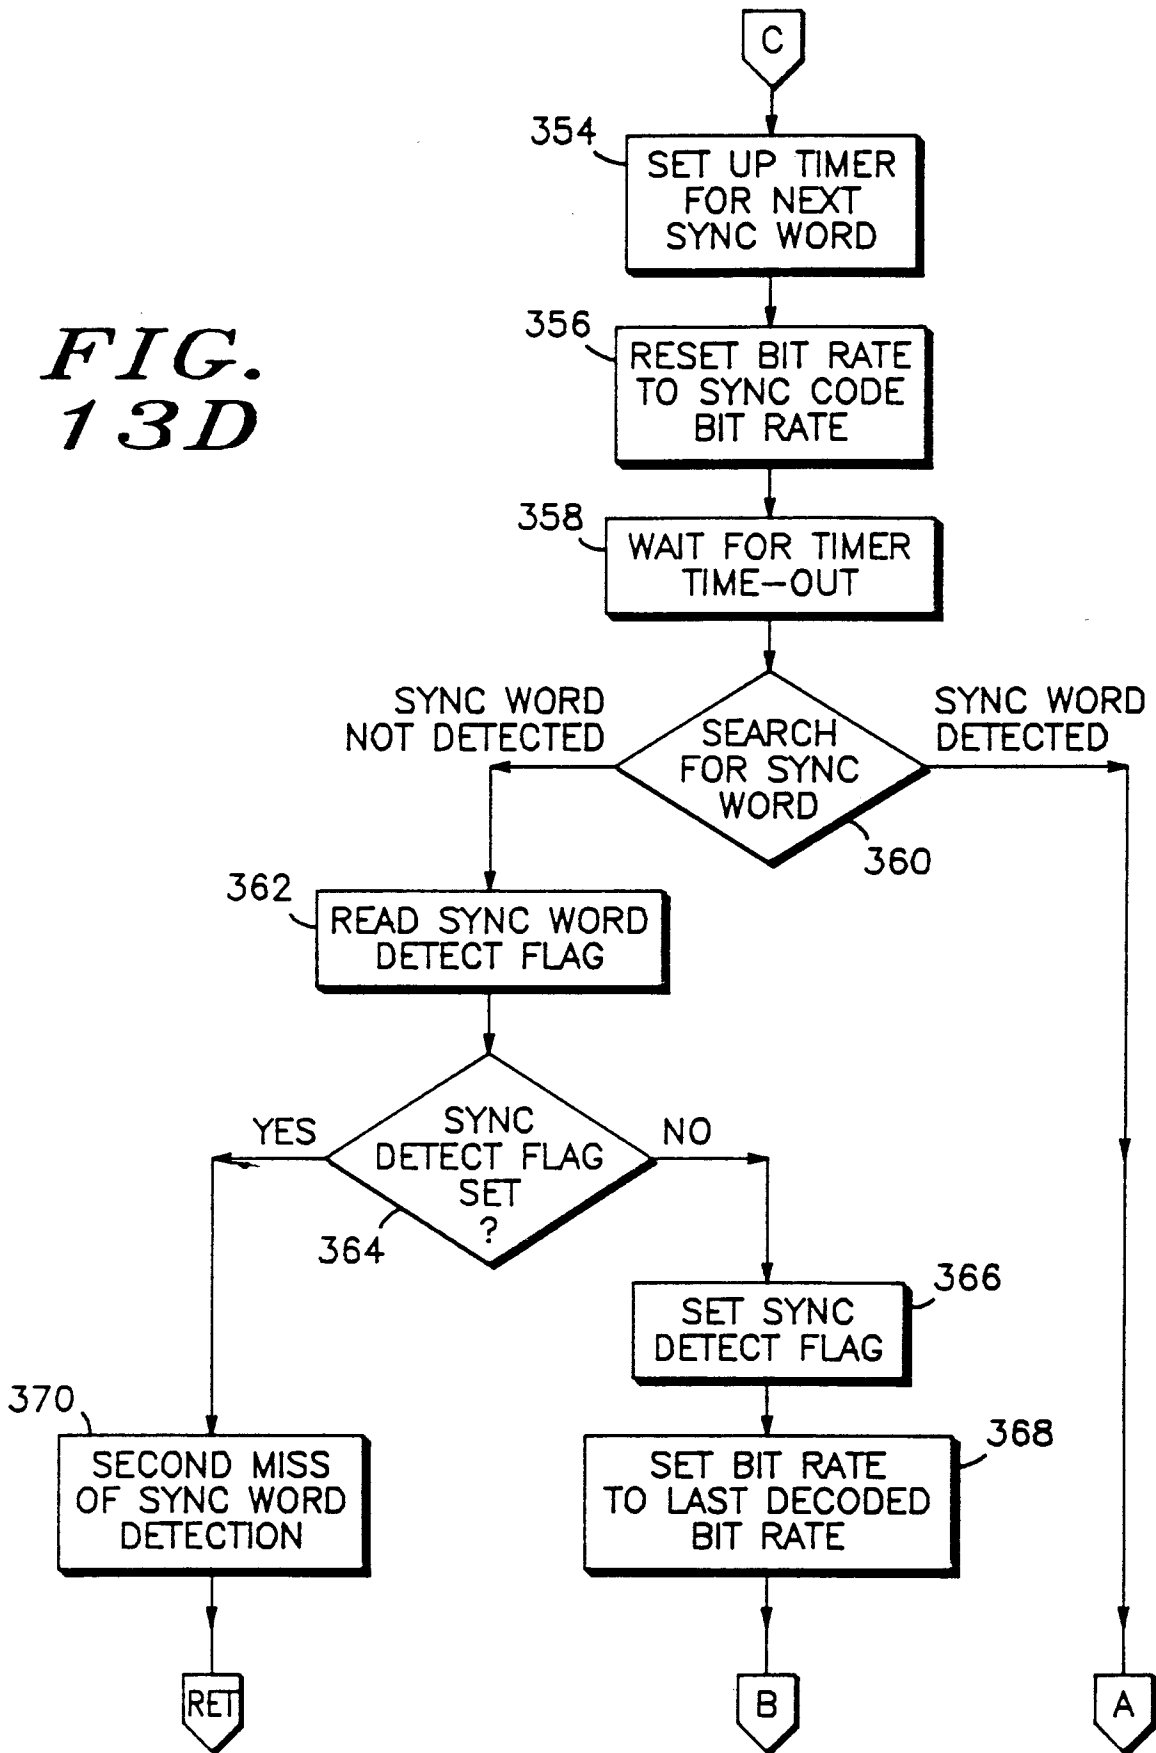 C
354
SET UP TIMER
FOR NEXT
SYNC WORD
FIG.
13D
356
RESET BIT RATE
TO SYNC CODE
BIT RATE
358
WAIT FOR TIMER
TIME-OUT
SYNC WORD
NOT DETECTED
SEARCH
FOR SYNC
WORD
SYNC WORD
DETECTED
360
362
READ SYNC WORD
DETECT FLAG
YES
SYNC
DETECT FLAG
SET
?
NO
364
366
SET SYNC
DETECT FLAG
370
SECOND MISS
OF SYNC WORD
DETECTION
368
SET BIT RATE
TO LAST DECODED
BIT RATE
RET
B
A